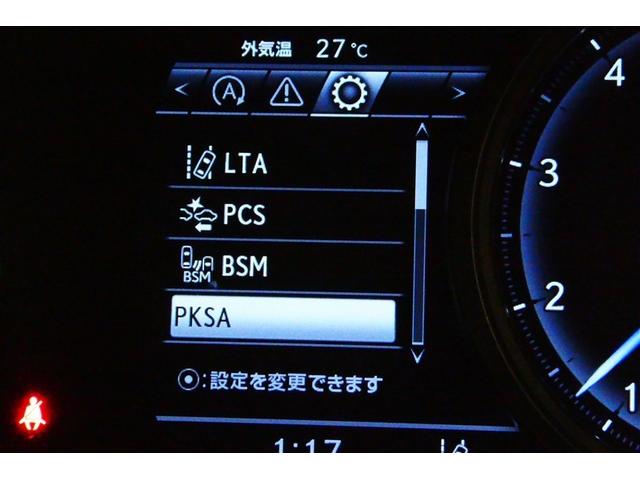 外気温 27℃
< A >
LTA
PCS
BSM BSM
PKSA
⦿:設定を変更できます
1:17
4
3
2
1